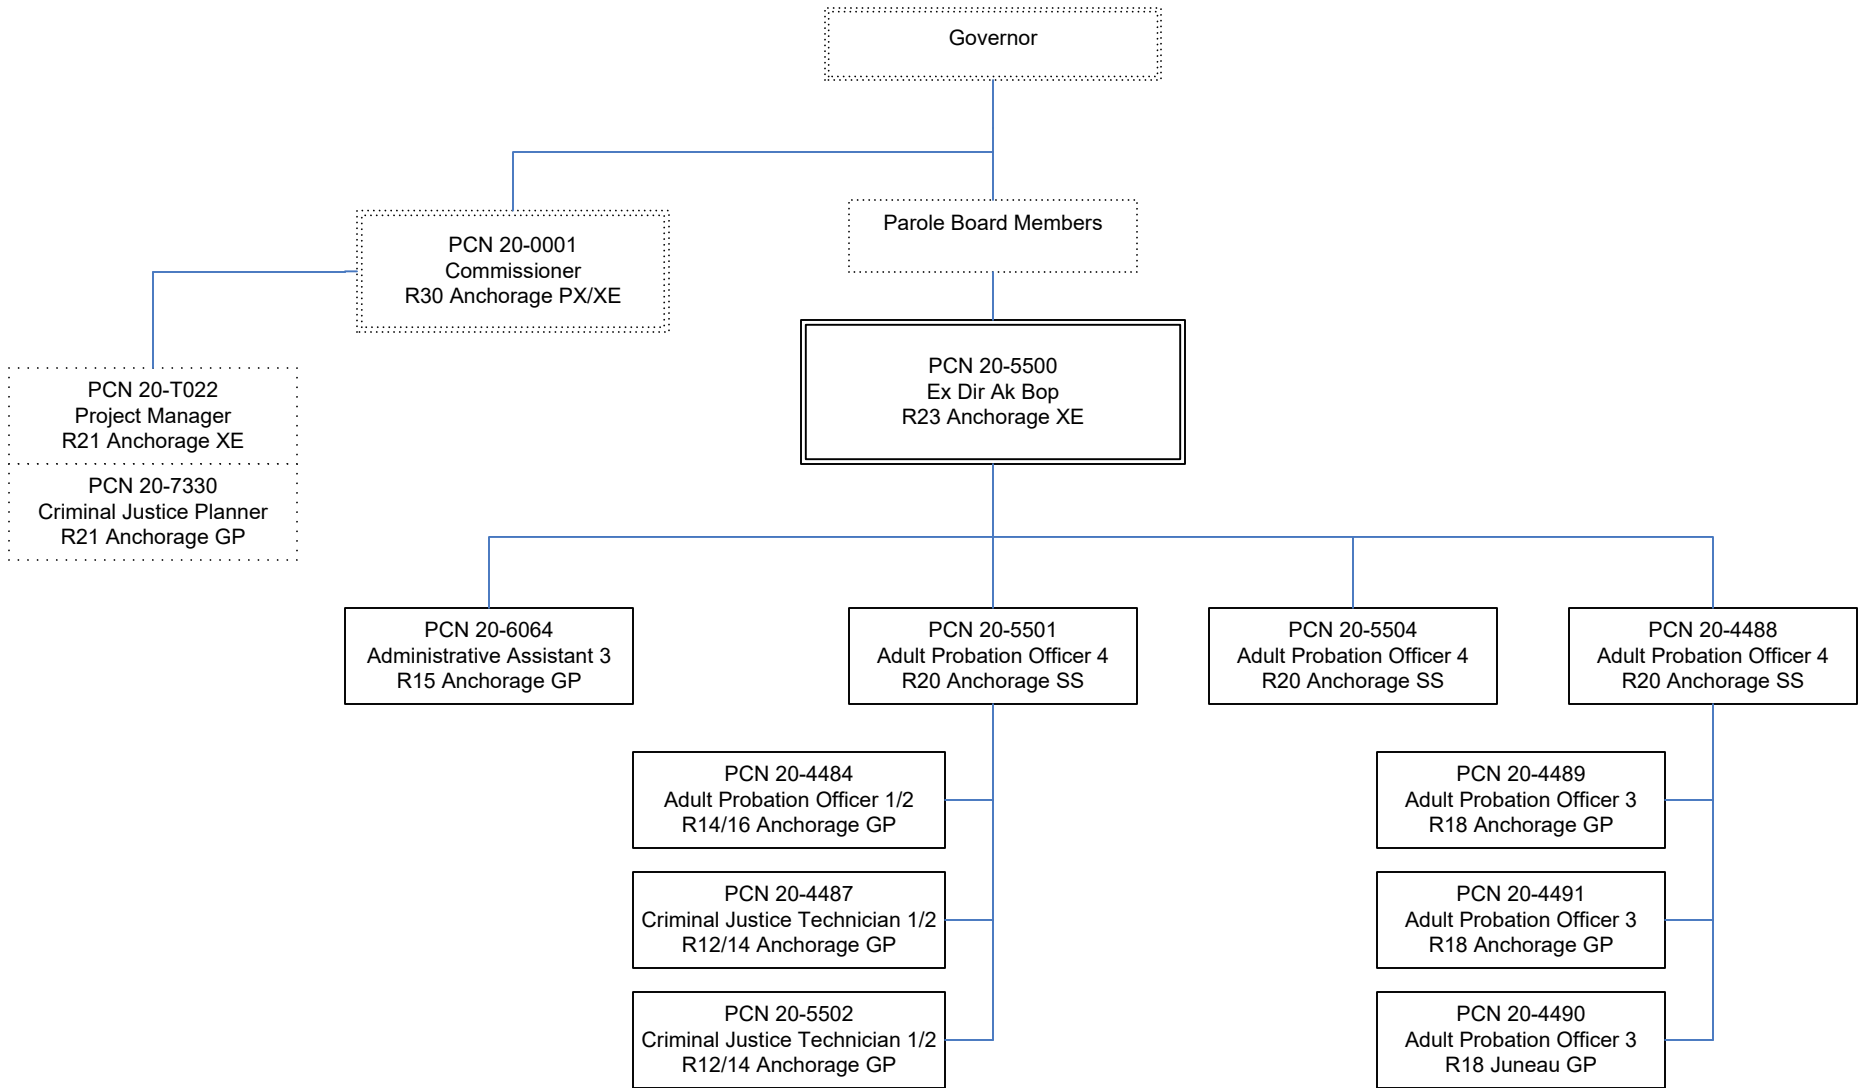 Governor
Parole Board Members
PCN 20-0001
Commissioner
R30 Anchorage PX/XE
PCN 20-5500
Ex Dir Ak Bop
R23 Anchorage XE
PCN 20-T022
Project Manager
R21 Anchorage XE
PCN 20-7330
Criminal Justice Planner
R21 Anchorage GP
PCN 20-6064
Administrative Assistant 3
R15 Anchorage GP
PCN 20-5501
Adult Probation Officer 4
R20 Anchorage SS
PCN 20-5504
Adult Probation Officer 4
R20 Anchorage SS
PCN 20-4488
Adult Probation Officer 4
R20 Anchorage SS
PCN 20-4484
Adult Probation Officer 1/2
R14/16 Anchorage GP
PCN 20-4487
Criminal Justice Technician 1/2
R12/14 Anchorage GP
PCN 20-5502
Criminal Justice Technician 1/2
R12/14 Anchorage GP
PCN 20-4489
Adult Probation Officer 3
R18 Anchorage GP
PCN 20-4491
Adult Probation Officer 3
R18 Anchorage GP
PCN 20-4490
Adult Probation Officer 3
R18 Juneau GP